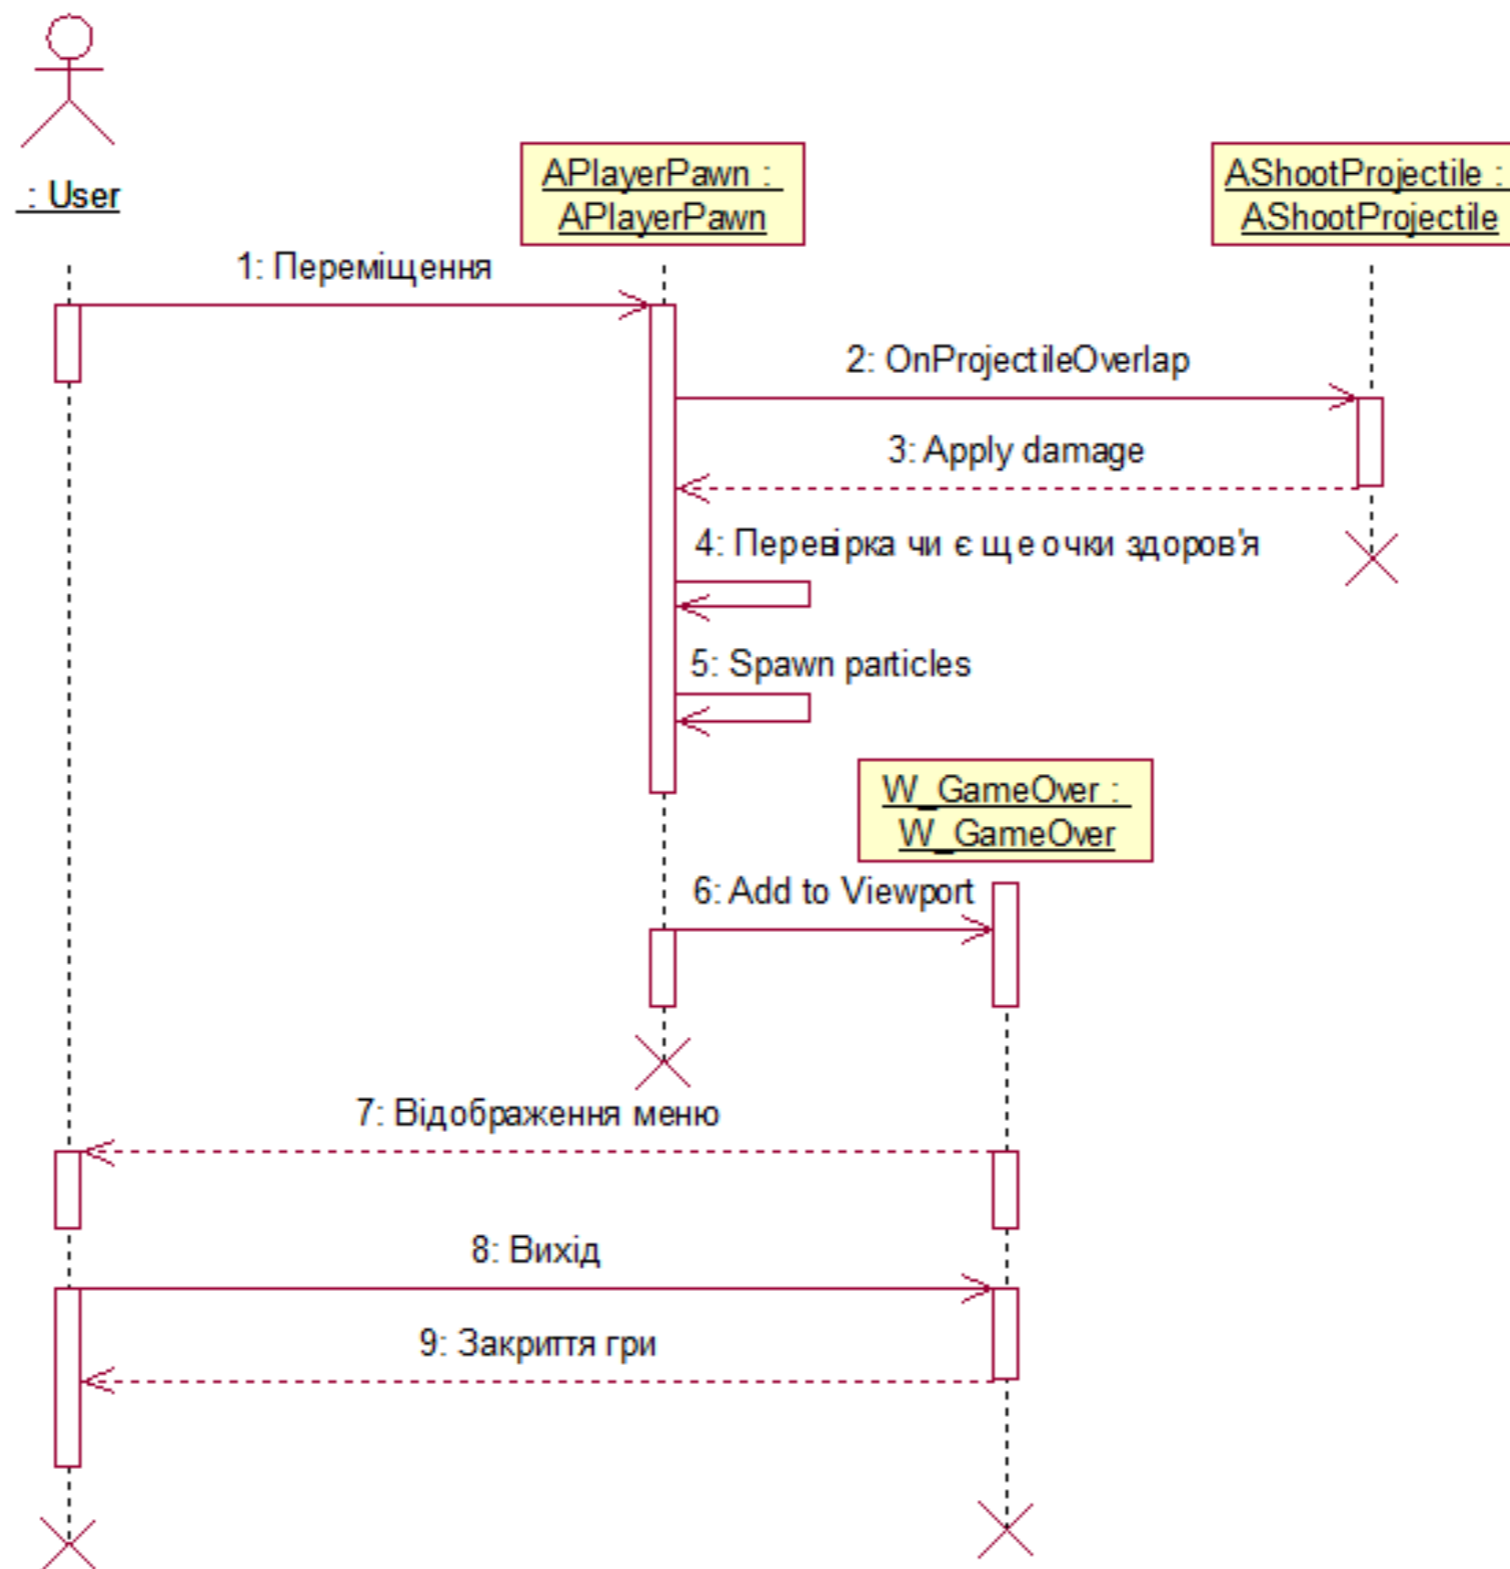 : User
APlayerPawn :
APlayerPawn
AShootProjectile :
AShootProjectile
1: Переміщення
2: OnProjectileOverlap
3: Apply damage
4: Перевірка чи є ще очки здоров'я
5: Spawn particles
W_GameOver :
W_GameOver
6: Add to Viewport
7: Відображення меню
8: Вихід
9: Закриття гри